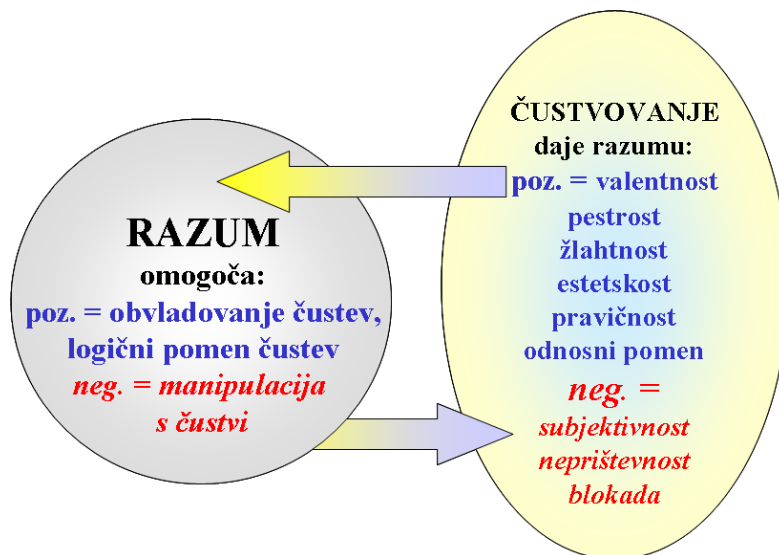 RAZUM
omogoča:
poz. = obvladovanje čustev,
logični pomen čustev
neg. = manipulacija
s čustvi
ČUSTVOVANJE
daje razumu:
poz. = valentnost
pestrost
žlahtnost
estetskost
pravičnost
odnosni pomen
neg. =
subjektivnost
neprištevnost
blokada